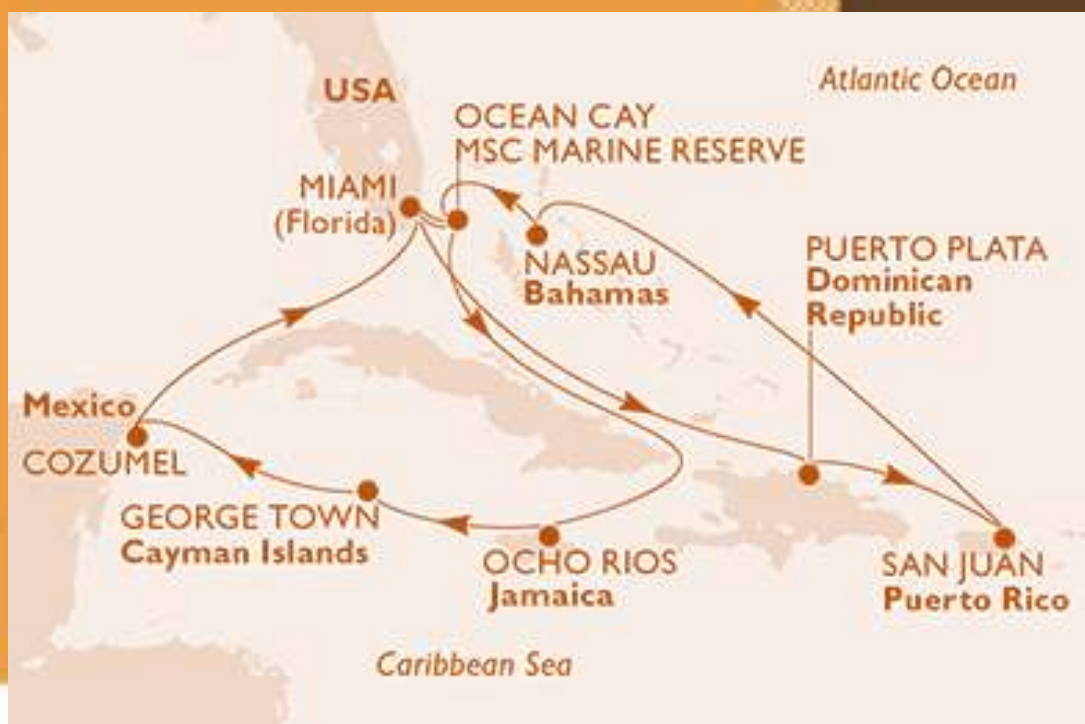 Atlantic Ocean
USA
OCEAN CAY
MSC MARINE RESERVE
MIAMI
(Florida)
NASSAU
Bahamas
PUERTO PLATA
Dominican
Republic
Mexico
COZUMEL
GEORGE TOWN
Cayman Islands
OCHO RIOS
Jamaica
SAN JUAN
Puerto Rico
Caribbean Sea